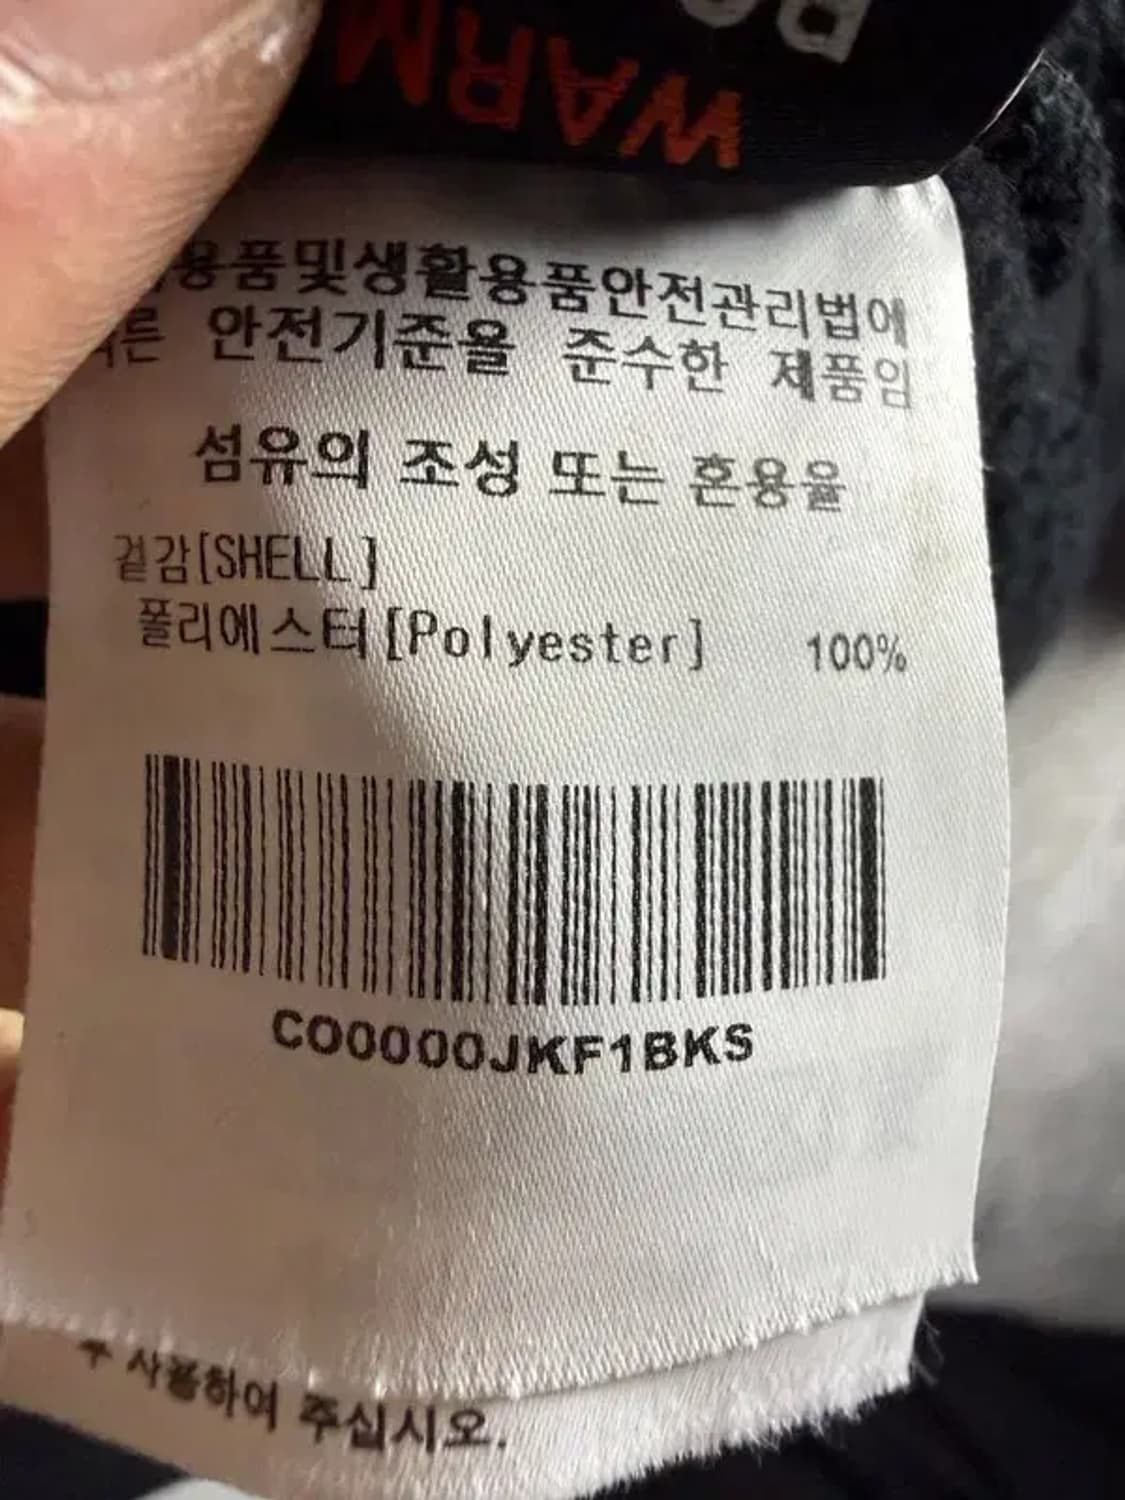 WARM
용품및생활용품안전관리법에
른 안전기준을 준수한 제품임
섬유의 조성 또는 혼용율
겉감[SHELL]
폴리에스터[Polyester] 100%
CO0000JKF1BKS
사용하여 주십시오.